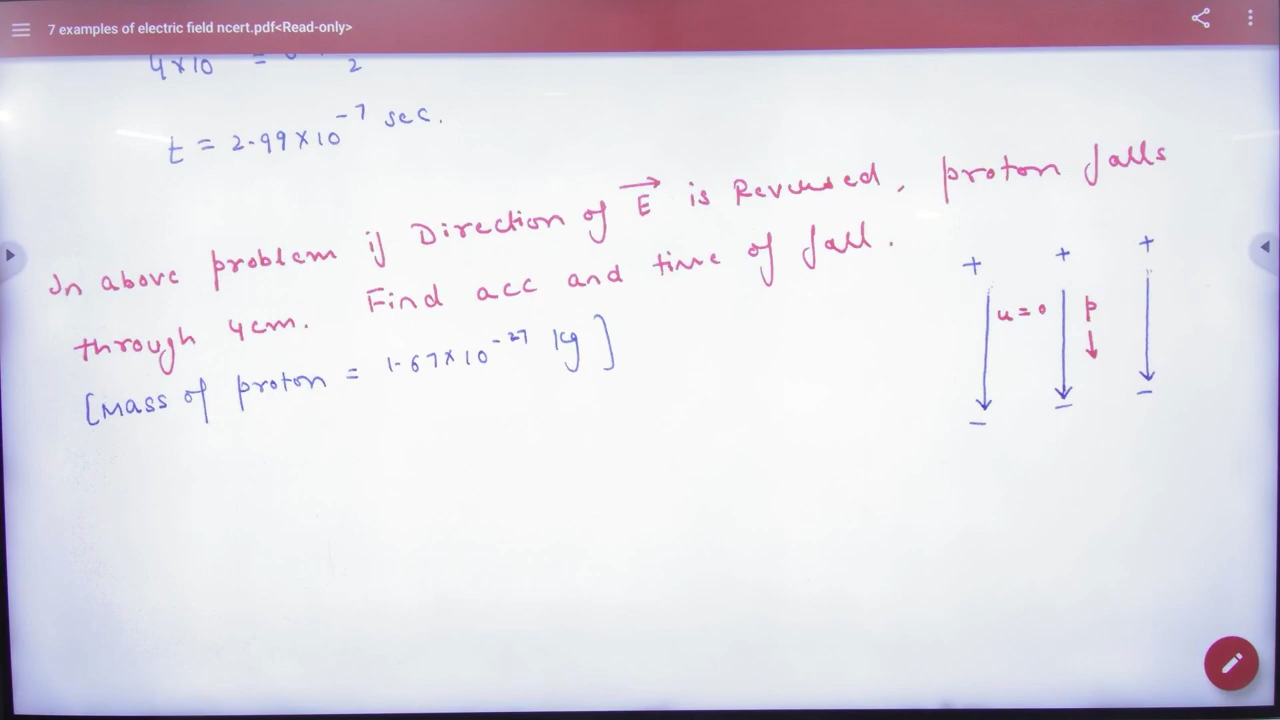 7 examples of electric field ncert.pdf<Read-only>
4×10 =
2
t = 2.99×10⁻⁷ sec.
In above problem if Direction of E⃗ is Reversed, proton falls
through 4cm. Find acc and time of fall.
[Mass of proton = 1.67×10⁻²⁷ kg]
+ + +
u=0 p
− − −